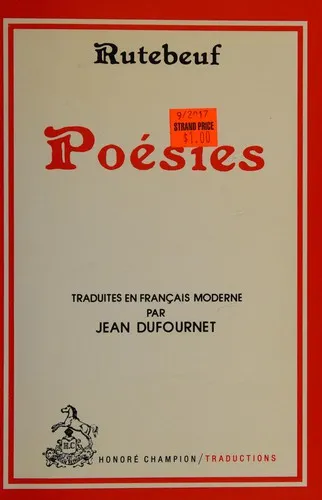 Rutebeuf
9/2017
STRAND PRICE
$1.00
Poésies
TRADUITES EN FRANÇAIS MODERNE
PAR
JEAN DUFOURNET
H.C.
HONORÉ CHAMPION/TRADUCTIONS